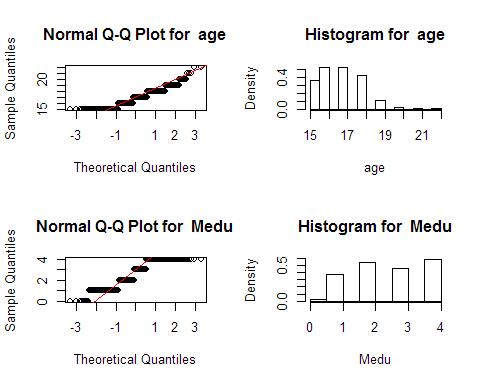 Normal Q-Q Plot for age
Sample Quantiles
15 20
-3 -1 1 2 3
Theoretical Quantiles
Histogram for age
Density
0.0 0.4
15 17 19 21
age
Normal Q-Q Plot for Medu
Sample Quantiles
0 2 4
-3 -1 1 2 3
Theoretical Quantiles
Histogram for Medu
Density
0.0 0.5
0 1 2 3 4
Medu